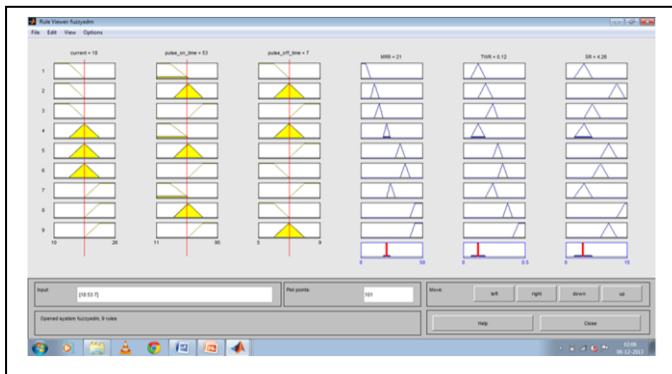 Rule Viewer: fuzzyedm
File Edit View Options
current = 18 pulse_on_time = 53 pulse_off_time = 7 MRR = 21 TWR = 0.12 SR = 4.26
1
2
3
4
5
6
7
8
9
10 26 11 95 5 9
0 50 0 0.5 0 15
Input: [18 53 7] Plot points: 101 Move: left right down up
Opened system fuzzyedm, 9 rules
Help Close
02:06
06-12-2013